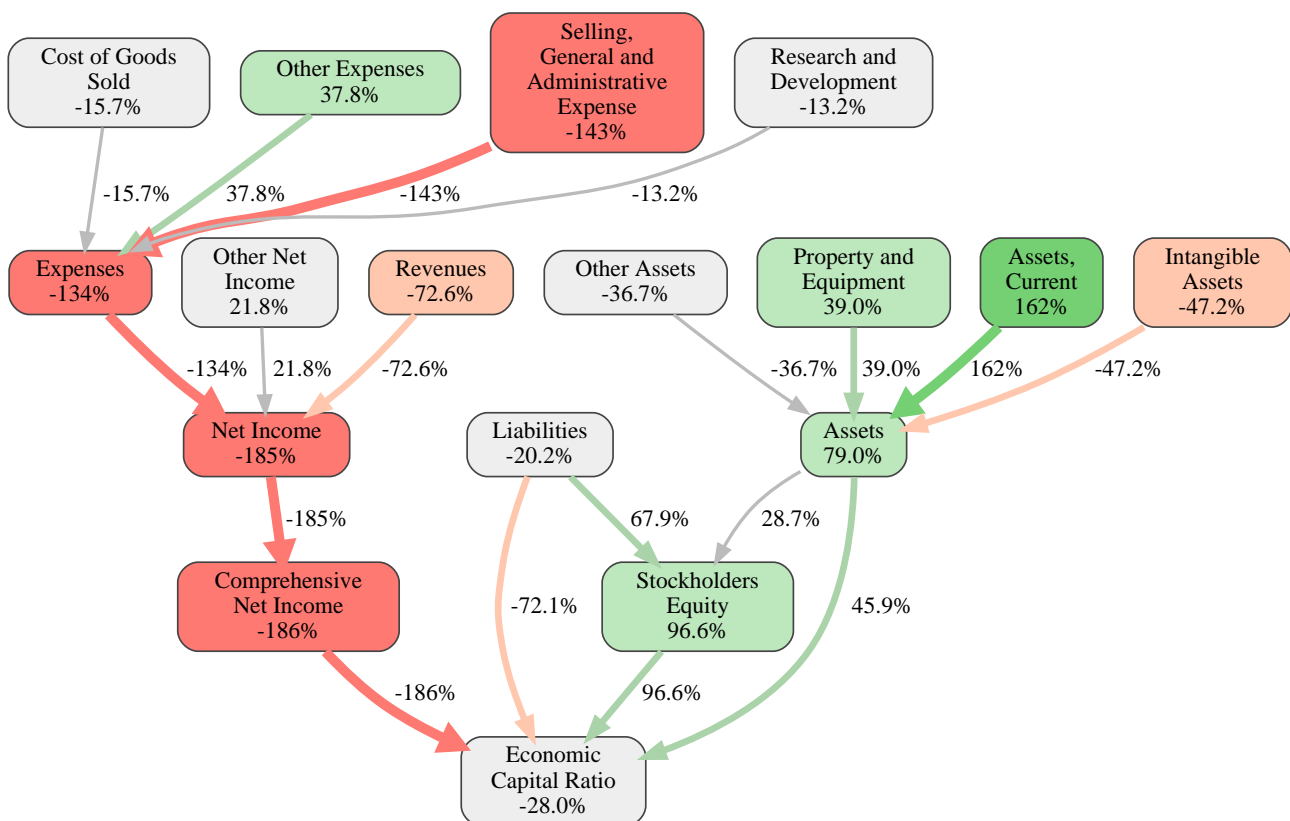 Cost of Goods
Sold
-15.7%
Other Expenses
37.8%
Selling,
General and
Administrative
Expense
-143%
Research and
Development
-13.2%
-15.7%
37.8%
-143%
-13.2%
Expenses
-134%
Other Net
Income
21.8%
Revenues
-72.6%
Other Assets
-36.7%
Property and
Equipment
39.0%
Assets,
Current
162%
Intangible
Assets
-47.2%
-134%
21.8%
-72.6%
-36.7%
39.0%
162%
-47.2%
Net Income
-185%
Liabilities
-20.2%
Assets
79.0%
-185%
67.9%
28.7%
Comprehensive
Net Income
-186%
-72.1%
Stockholders
Equity
96.6%
45.9%
-186%
96.6%
Economic
Capital Ratio
-28.0%